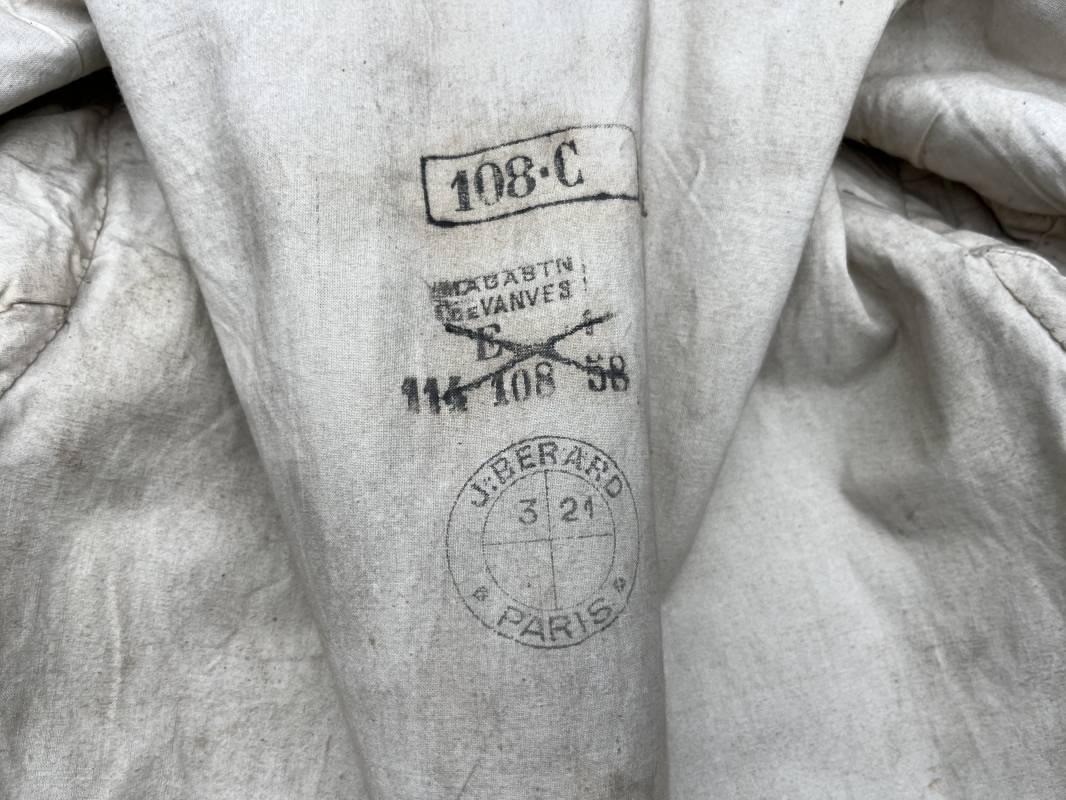 108·C
MAGASIN
DE VANVES
E
114 108 58
J. BERARD
3 21
PARIS